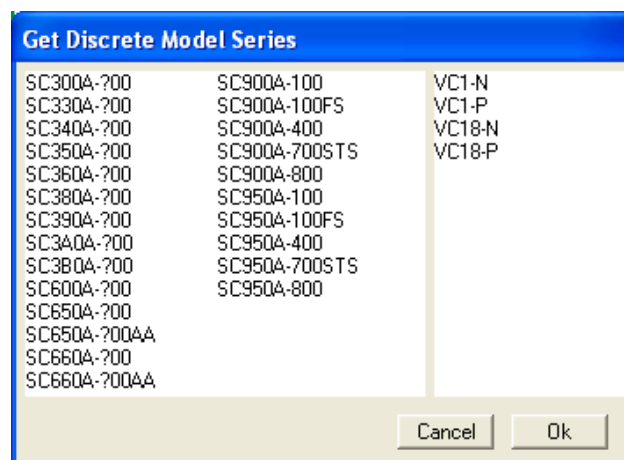 Get Discrete Model Series
SC300A-?00
SC330A-?00
SC340A-?00
SC350A-?00
SC360A-?00
SC380A-?00
SC390A-?00
SC3A0A-?00
SC3B0A-?00
SC600A-?00
SC650A-?00
SC650A-?00AA
SC660A-?00
SC660A-?00AA
SC900A-100
SC900A-100FS
SC900A-400
SC900A-700STS
SC900A-800
SC950A-100
SC950A-100FS
SC950A-400
SC950A-700STS
SC950A-800
VC1-N
VC1-P
VC18-N
VC18-P
Cancel
Ok